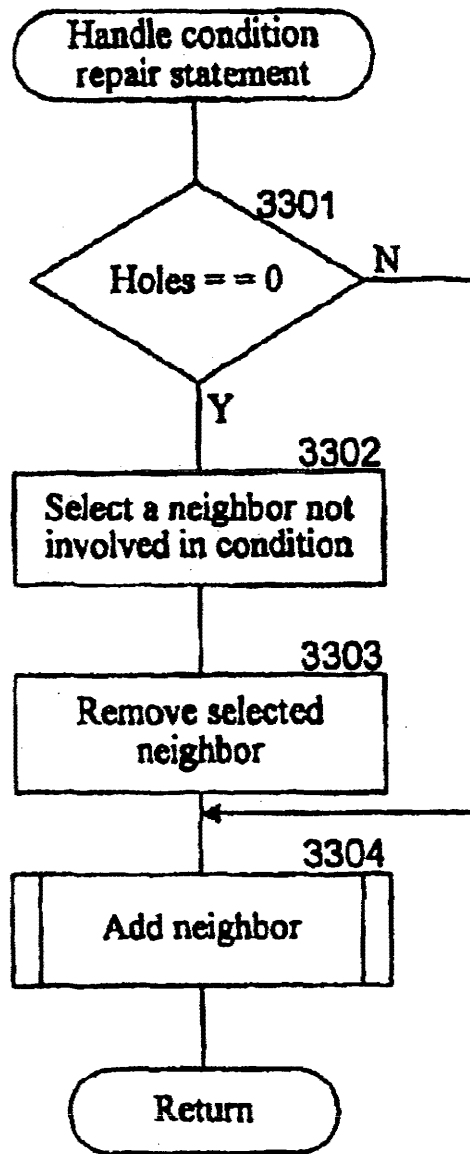 Handle condition
repair statement
3301
Holes = = 0
N
Y
3302
Select a neighbor not
involved in condition
3303
Remove selected
neighbor
3304
Add neighbor
Return